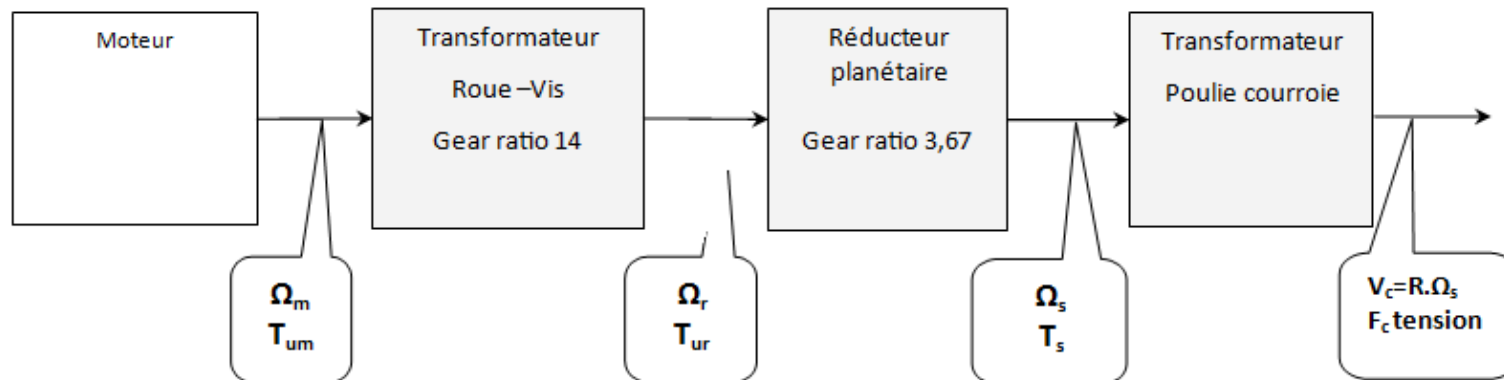 Moteur
Transformateur
Roue –Vis
Gear ratio 14
Réducteur
planétaire
Gear ratio 3,67
Transformateur
Poulie courroie
Ωm
Tum
Ωr
Tur
Ωs
Ts
Vc=R.Ωs
Fc tension